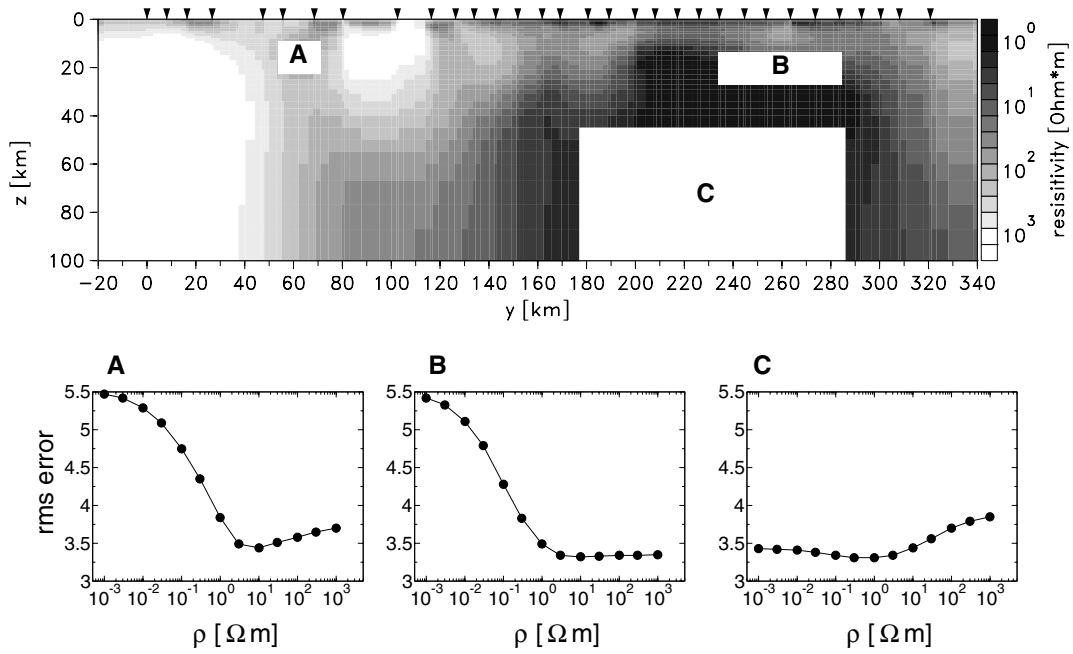 A
B
C
z [km]
20
40
60
80
100
−20 0 20 40 60 80 100 120 140 160 180 200 220 240 260 280 300 320 340
y [km]
10⁰
10¹
10²
10³
resisitivity [Ohm*m]
A
B
C
rms error
5.5
5
4.5
4
3.5
3
10⁻³ 10⁻² 10⁻¹ 10⁰ 10¹ 10² 10³
ρ [ Ω m]
5.5
5
4.5
4
3.5
3
10⁻³ 10⁻² 10⁻¹ 10⁰ 10¹ 10² 10³
ρ [ Ω m]
5.5
5
4.5
4
3.5
3
10⁻³ 10⁻² 10⁻¹ 10⁰ 10¹ 10² 10³
ρ [ Ω m]
0